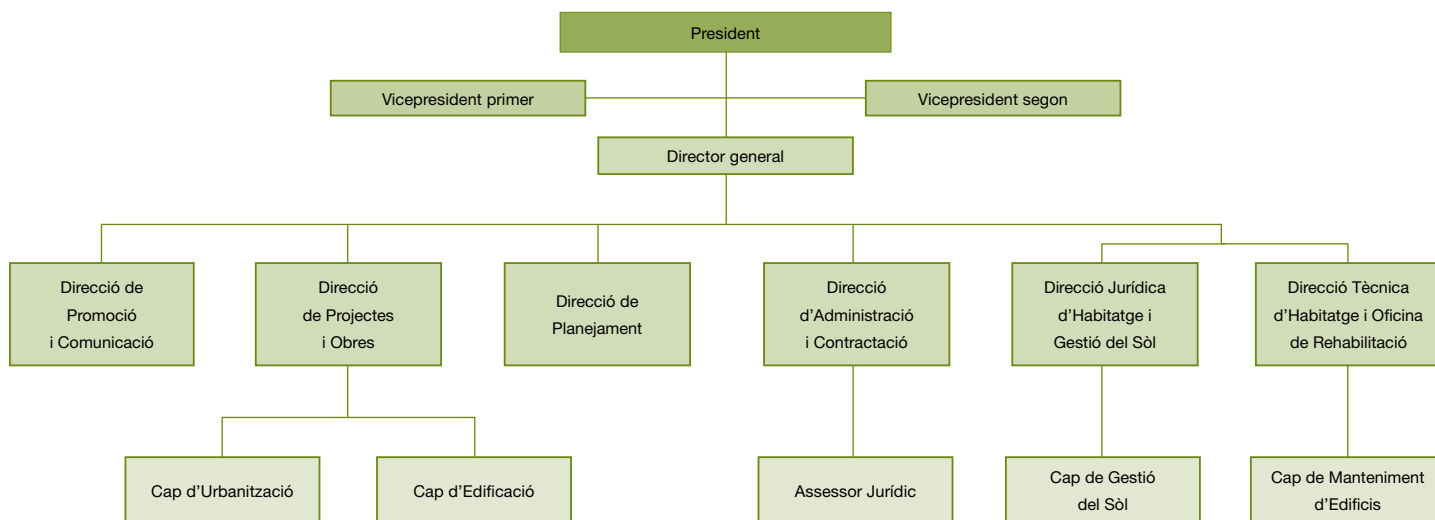 President
Vicepresident primer
Vicepresident segon
Director general
Direcció de
Promoció
i Comunicació
Direcció
de Projectes
i Obres
Direcció de
Planejament
Direcció
d’Administració
i Contractació
Direcció Jurídica
d’Habitatge i
Gestió del Sòl
Direcció Tècnica
d’Habitatge i Oficina
de Rehabilitació
Cap d’Urbanització
Cap d’Edificació
Assessor Jurídic
Cap de Gestió
del Sòl
Cap de Manteniment
d’Edificis